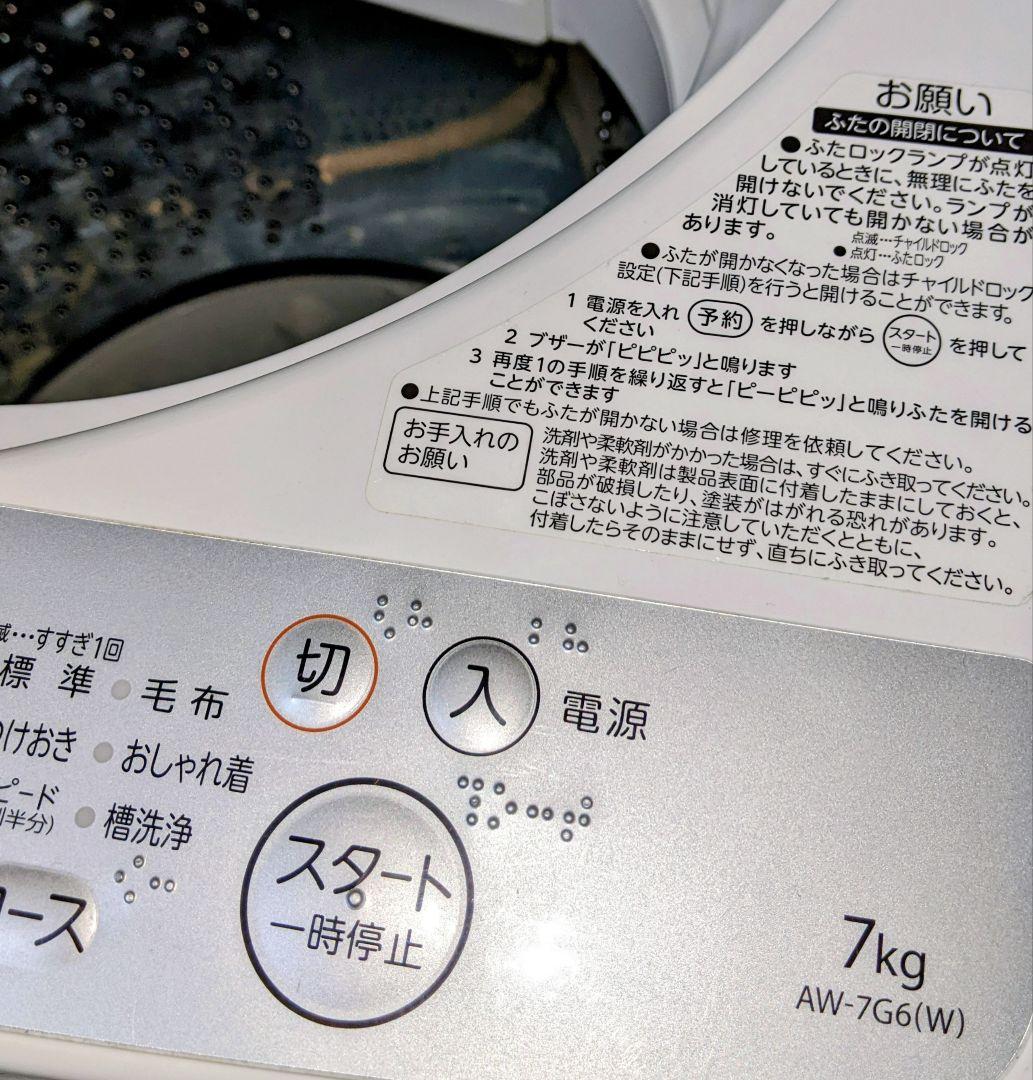 お願い
ふたの開閉について
●ふたロックランプが点灯
しているときに、無理にふたを
開けないでください。ランプが
消灯していても開かない場合が
あります。
点滅…チャイルドロック
●点灯…ふたロック
●ふたが開かなくなった場合はチャイルドロック
設定(下記手順)を行うと開けることができます。
1 電源を入れ 予約 を押しながら スタート 一時停止 を押して
ください
2 ブザーが「ピピピッ」と鳴ります
3 再度1の手順を繰り返すと「ピーピピッ」と鳴りふたを開ける
ことができます
●上記手順でもふたが開かない場合は修理を依頼してください。
お手入れの
お願い
洗剤や柔軟剤がかかった場合は、すぐにふき取ってください。
洗剤や柔軟剤は製品表面に付着したままにしておくと、
部品が破損したり、塗装がはがれる恐れがあります。
こぼさないように注意していただくとともに、
付着したらそのままにせず、直ちにふき取ってください。
滅…すすぎ1回
標準 毛布
つけおき おしゃれ着
ピード
半分) 槽洗浄
コース
切
入
電源
スタート
一時停止
7kg
AW-7G6(W)